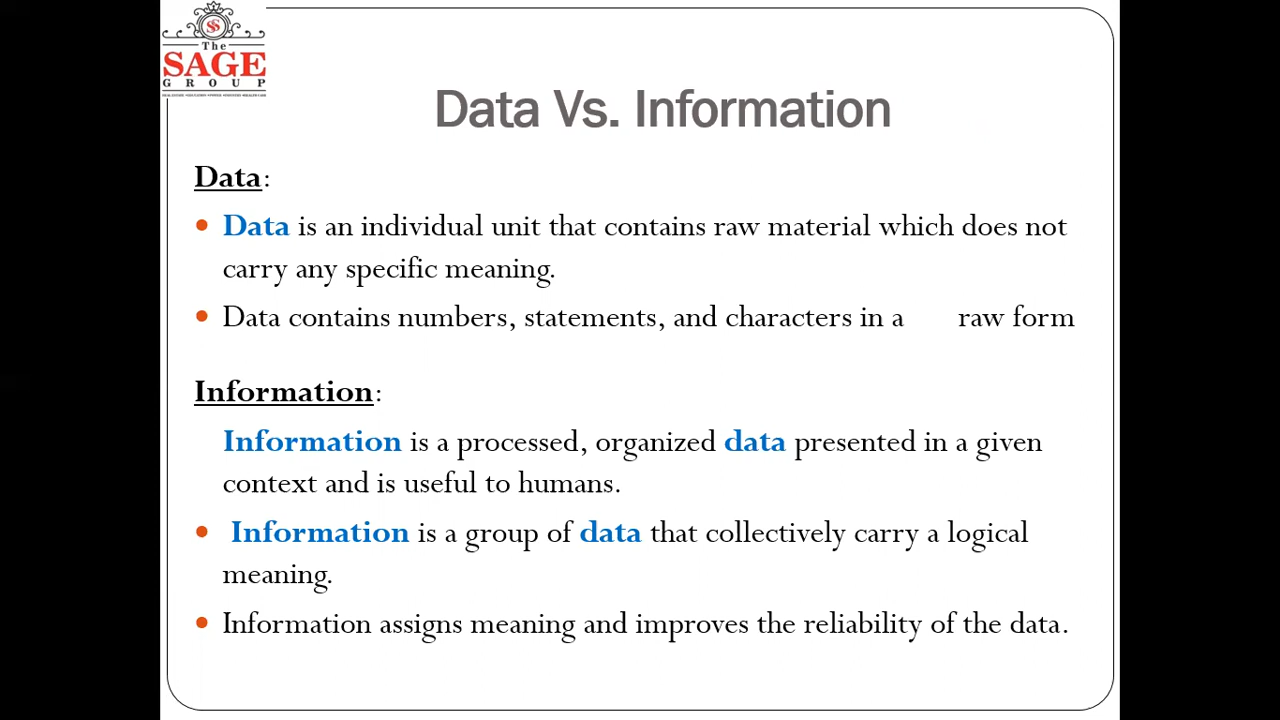 The
SAGE
GROUP
Data Vs. Information
Data:
• Data is an individual unit that contains raw material which does not
carry any specific meaning.
• Data contains numbers, statements, and characters in a raw form
Information:
Information is a processed, organized data presented in a given
context and is useful to humans.
• Information is a group of data that collectively carry a logical
meaning.
• Information assigns meaning and improves the reliability of the data.